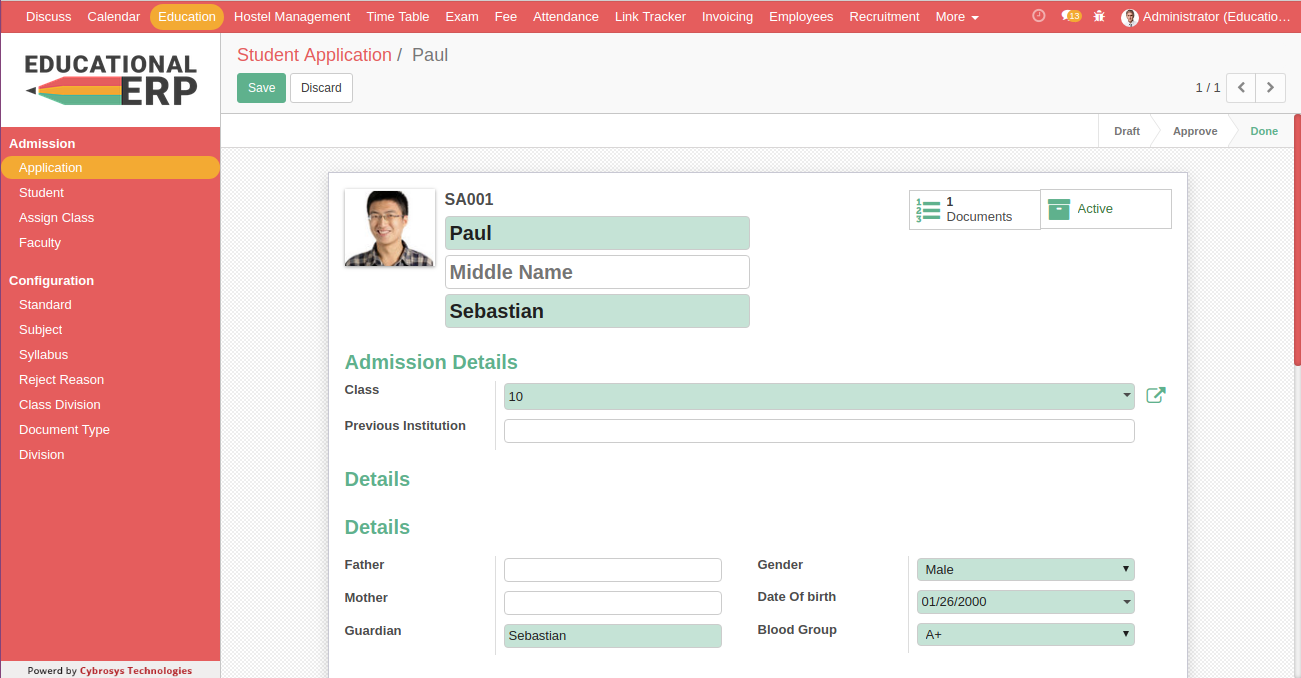 Discuss Calendar Education Hostel Management Time Table Exam Fee Attendance Link Tracker Invoicing Employees Recruitment More 13 Administrator (Educatio...
EDUCATIONAL
ERP
Student Application / Paul
Save Discard
1 / 1
Draft Approve Done
Admission
Application
Student
Assign Class
Faculty
Configuration
Standard
Subject
Syllabus
Reject Reason
Class Division
Document Type
Division
Powerd by Cybrosys Technologies
SA001
Paul
Middle Name
Sebastian
1
2
3
1
Documents
Active
Admission Details
Class 10
Previous Institution
Details
Details
Father
Mother
Guardian Sebastian
Gender Male
Date Of birth 01/26/2000
Blood Group A+